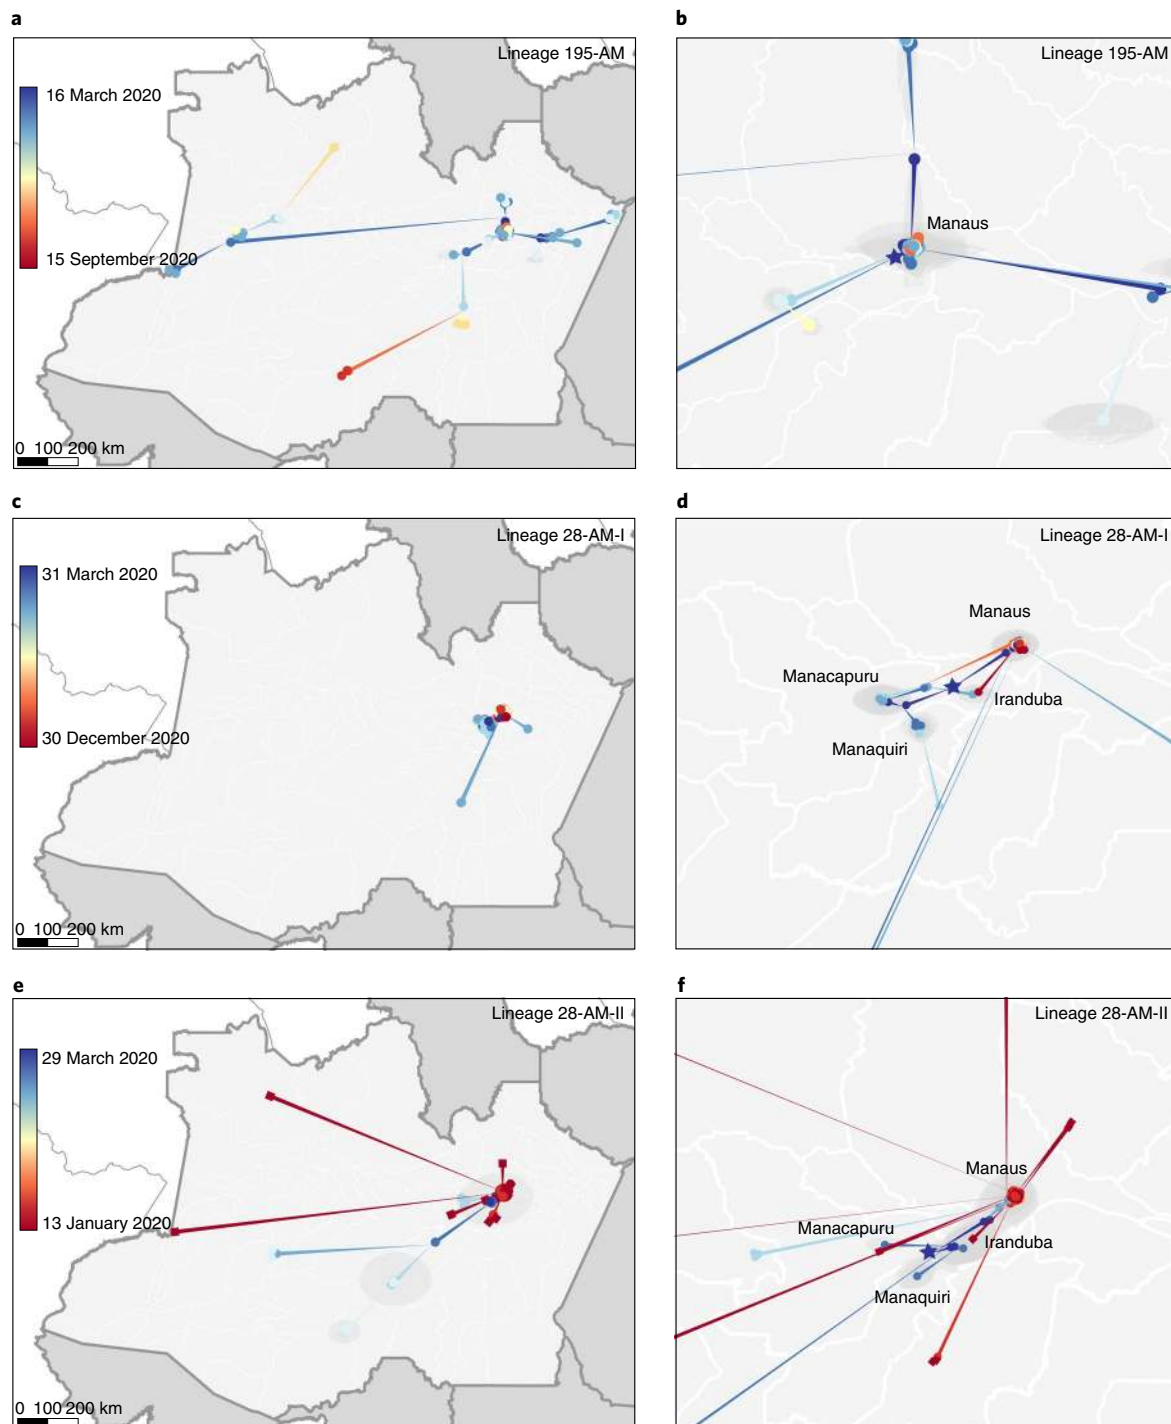 a
Lineage 195-AM
16 March 2020
15 September 2020
0 100 200 km
b
Lineage 195-AM
Manaus
c
Lineage 28-AM-I
31 March 2020
30 December 2020
0 100 200 km
d
Lineage 28-AM-I
Manaus
Manacapuru
Iranduba
Manaquiri
e
Lineage 28-AM-II
29 March 2020
13 January 2020
0 100 200 km
f
Lineage 28-AM-II
Manaus
Manacapuru
Iranduba
Manaquiri